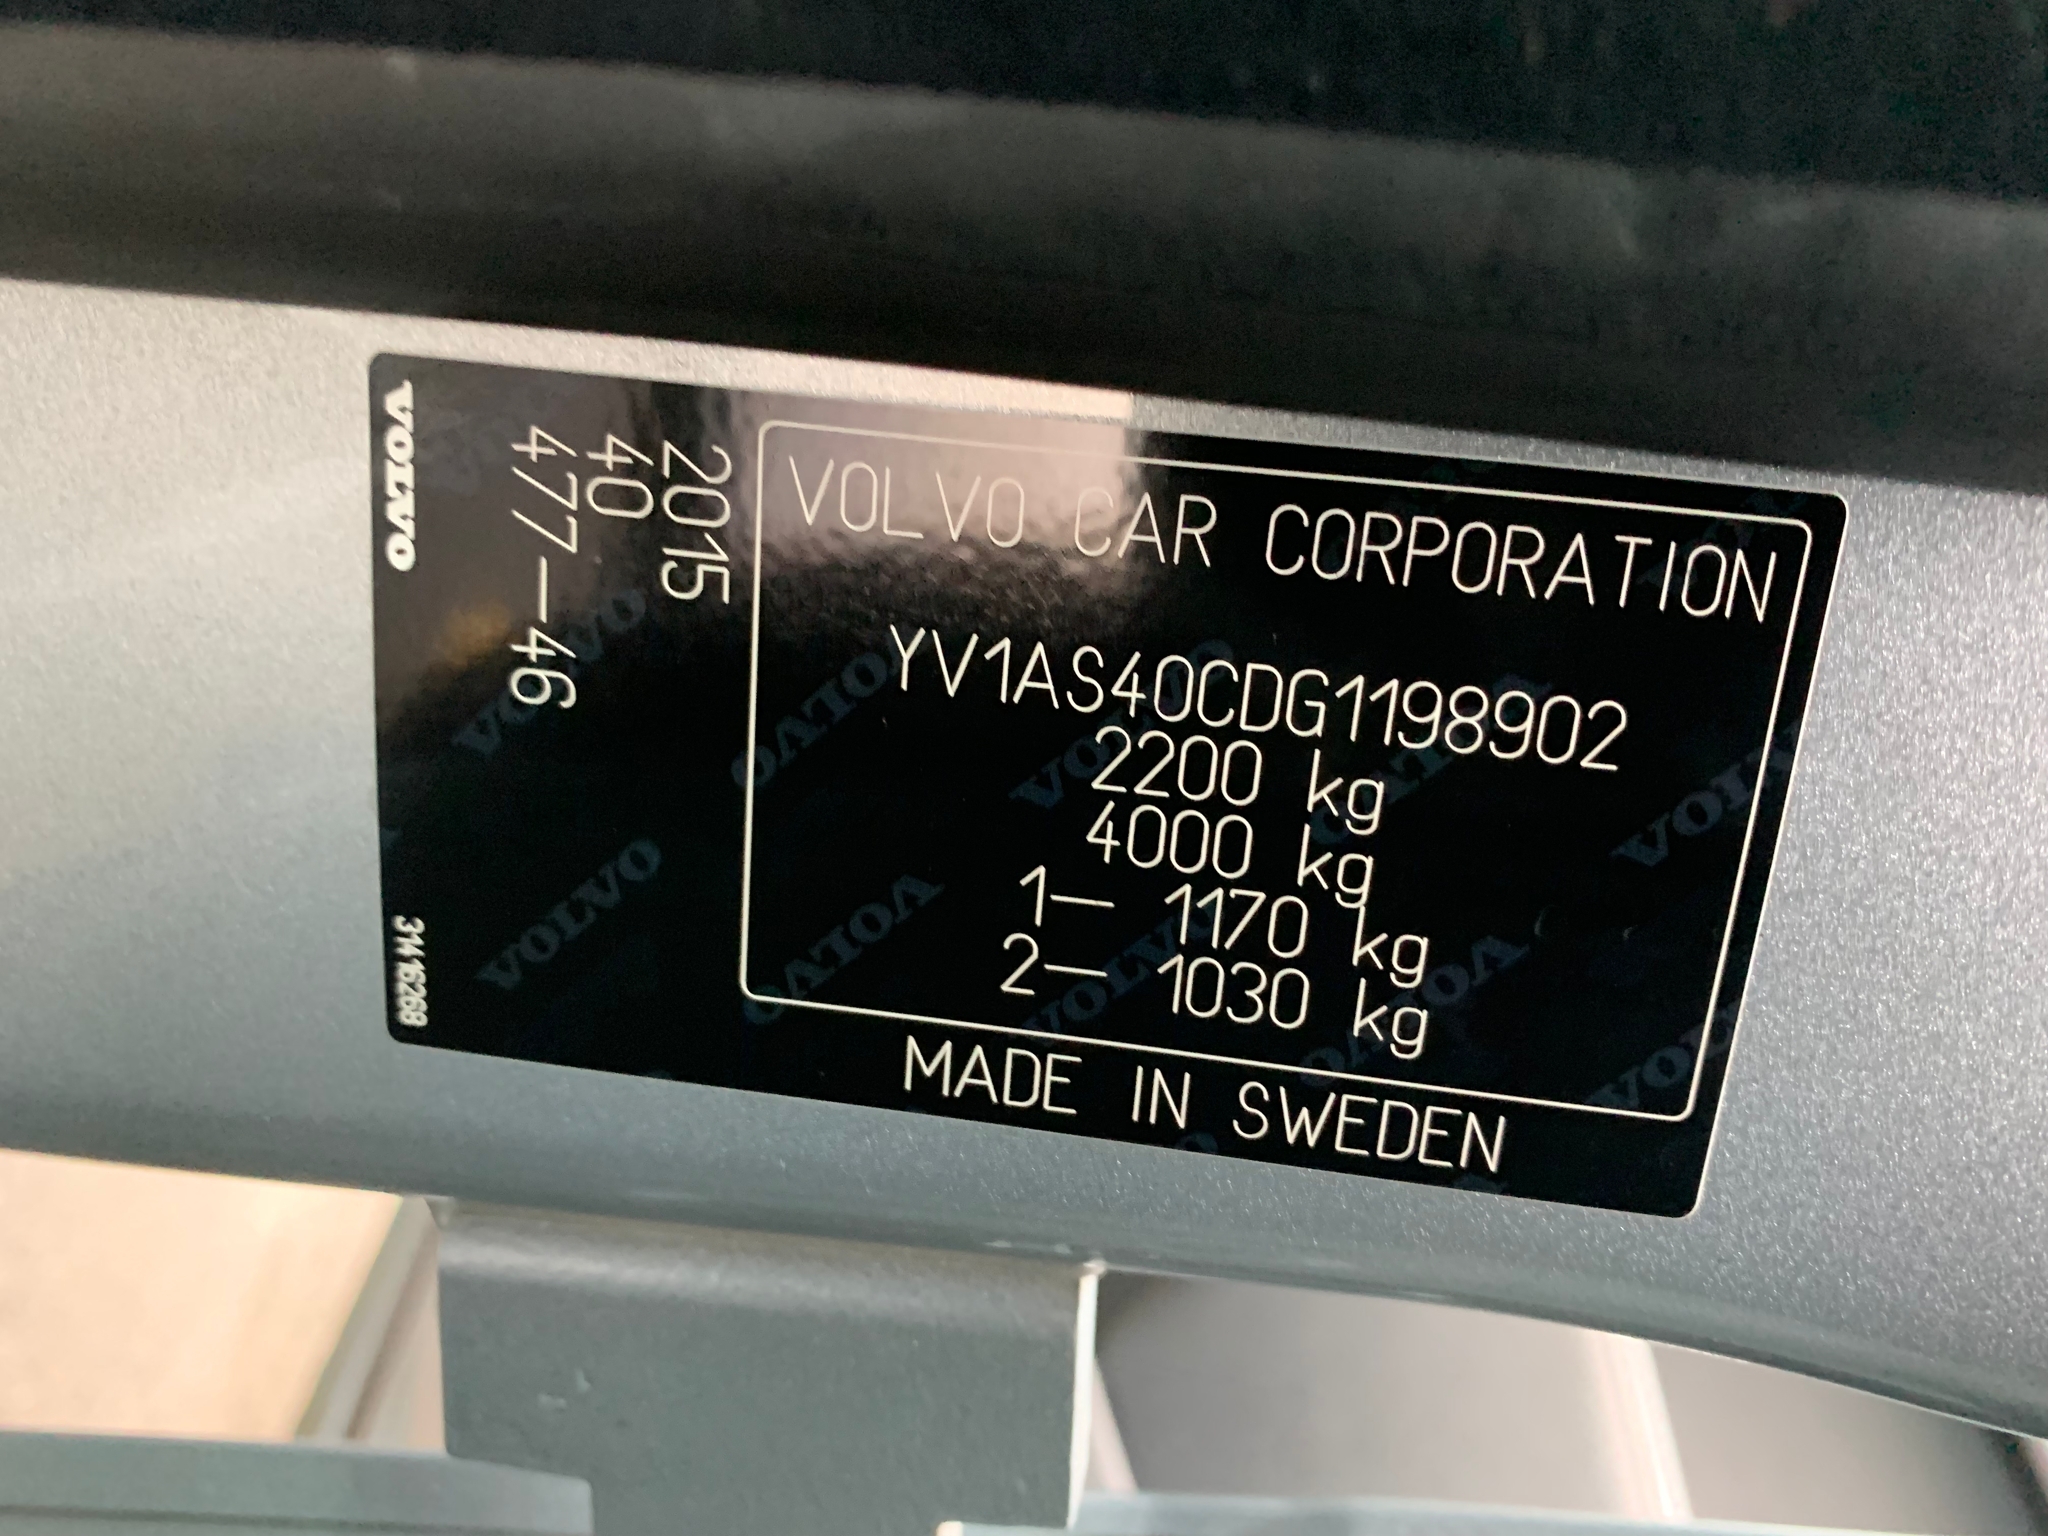 VOLVO CAR CORPORATION
YV1AS40CDG1198902
2200 kg
4000 kg
1— 1170 kg
2— 1030 kg
MADE IN SWEDEN
2015
40
477—46
VOLVO
31416268